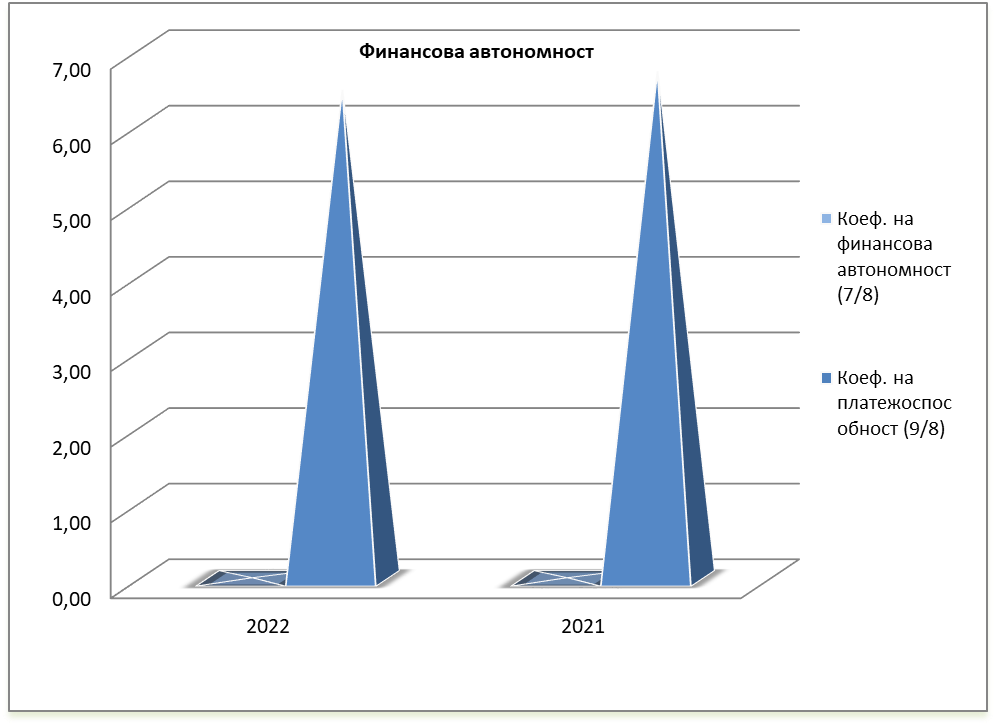 Финансова автономност
7,00
6,00
5,00
4,00
3,00
2,00
1,00
0,00
2022
2021
Коеф. на
финансова
автономност
(7/8)
Коеф. на
платежоспос
обност (9/8)